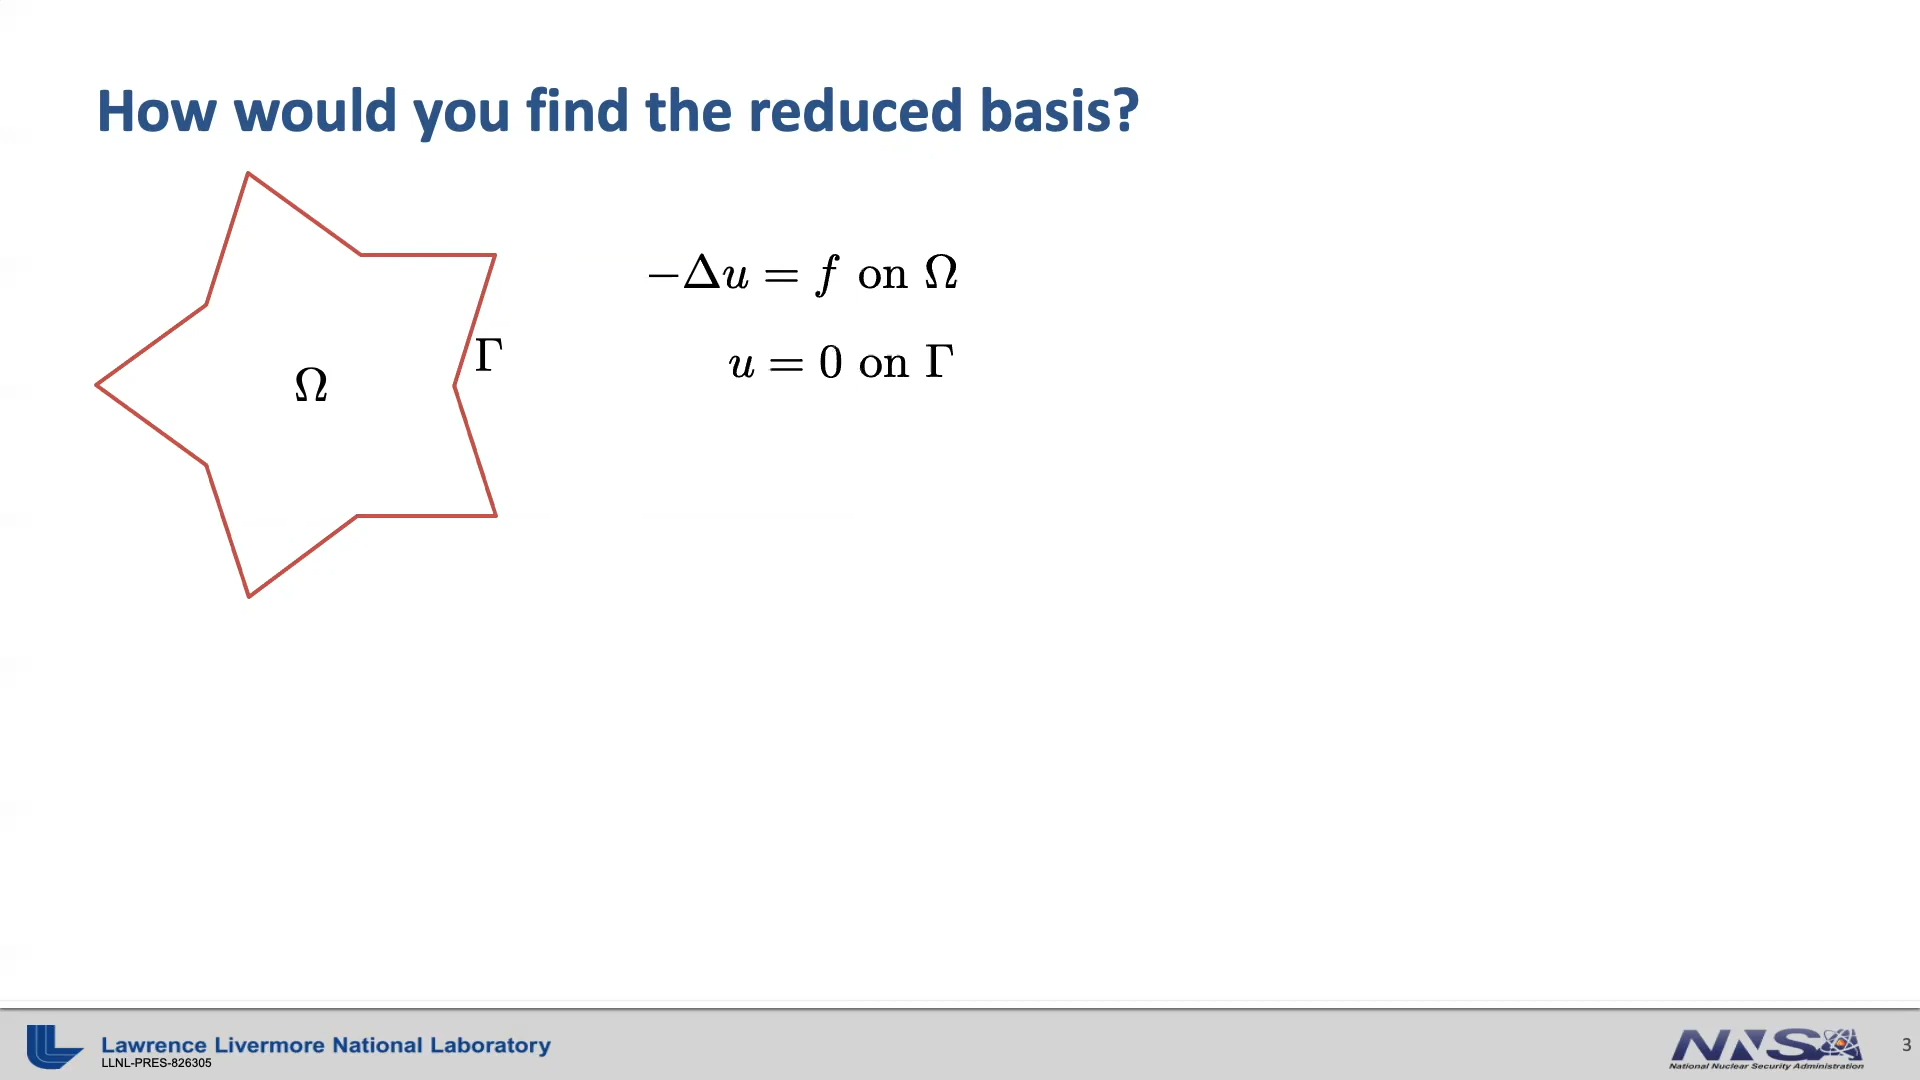 How would you find the reduced basis?
−Δu = f on Ω
Γ
u = 0 on Γ
Ω
Lawrence Livermore National Laboratory
LLNL-PRES-826305
NNSA
National Nuclear Security Administration
3